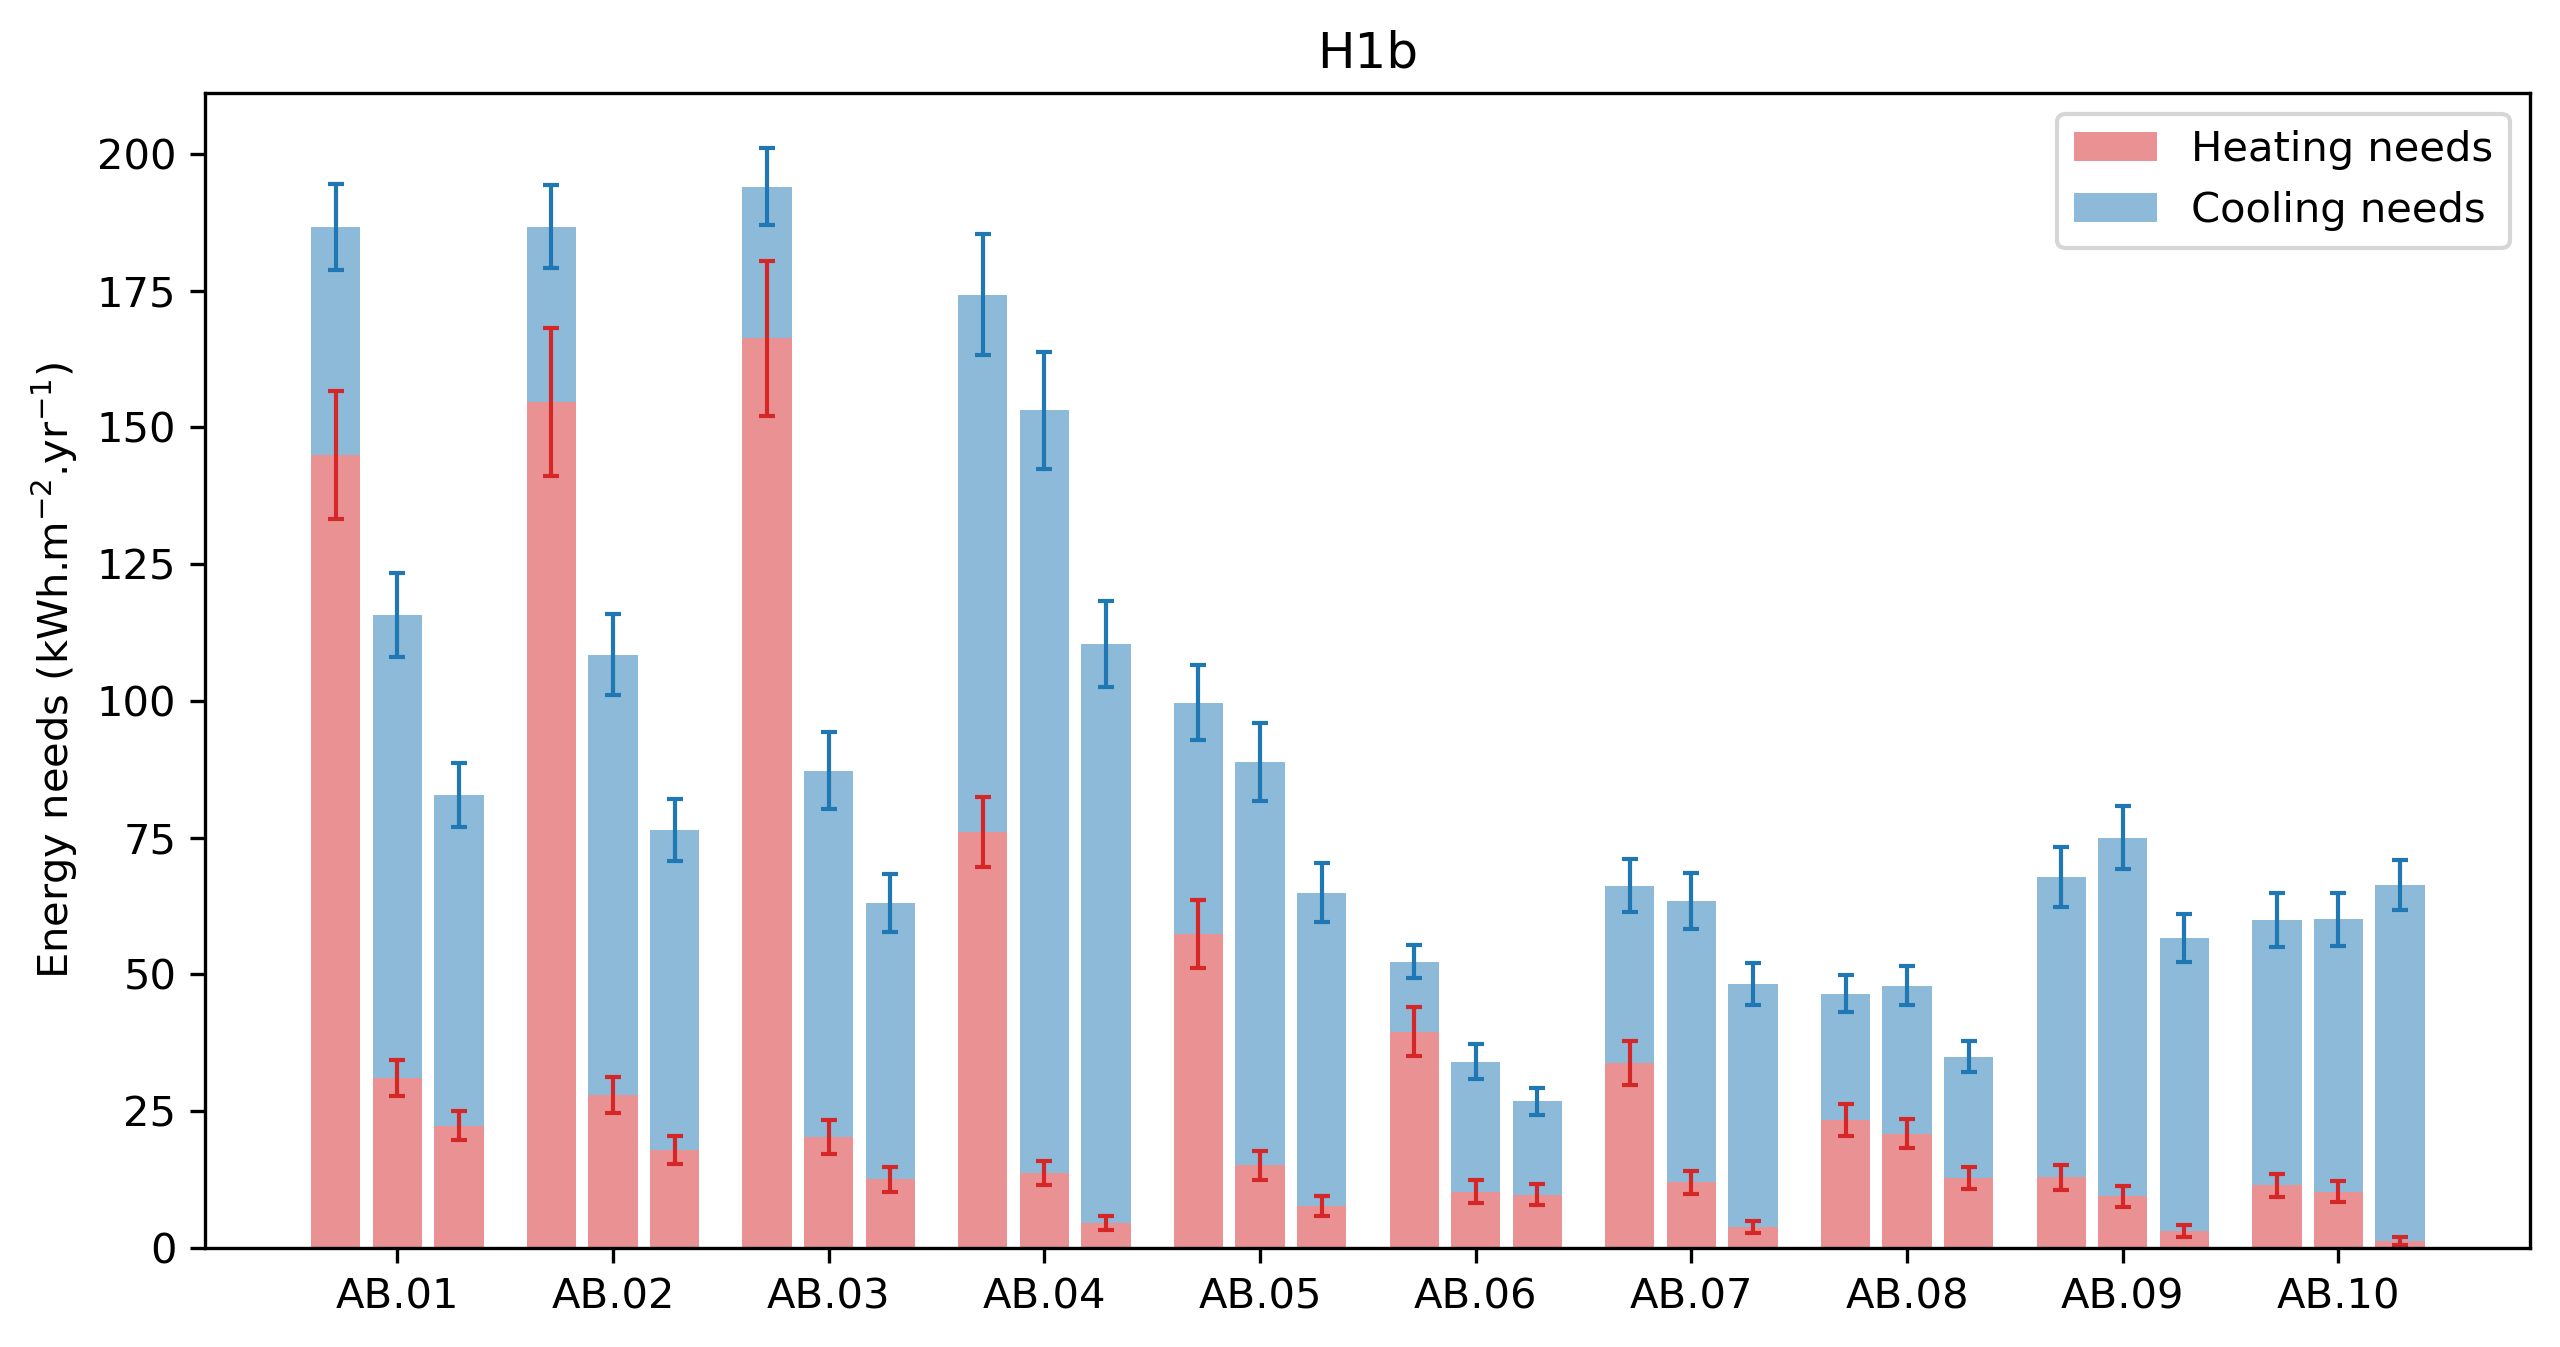 H1b
Energy needs (kWh.m⁻².yr⁻¹)
200
175
150
125
100
75
50
25
0
Heating needs
Cooling needs
AB.01 AB.02 AB.03 AB.04 AB.05 AB.06 AB.07 AB.08 AB.09 AB.10